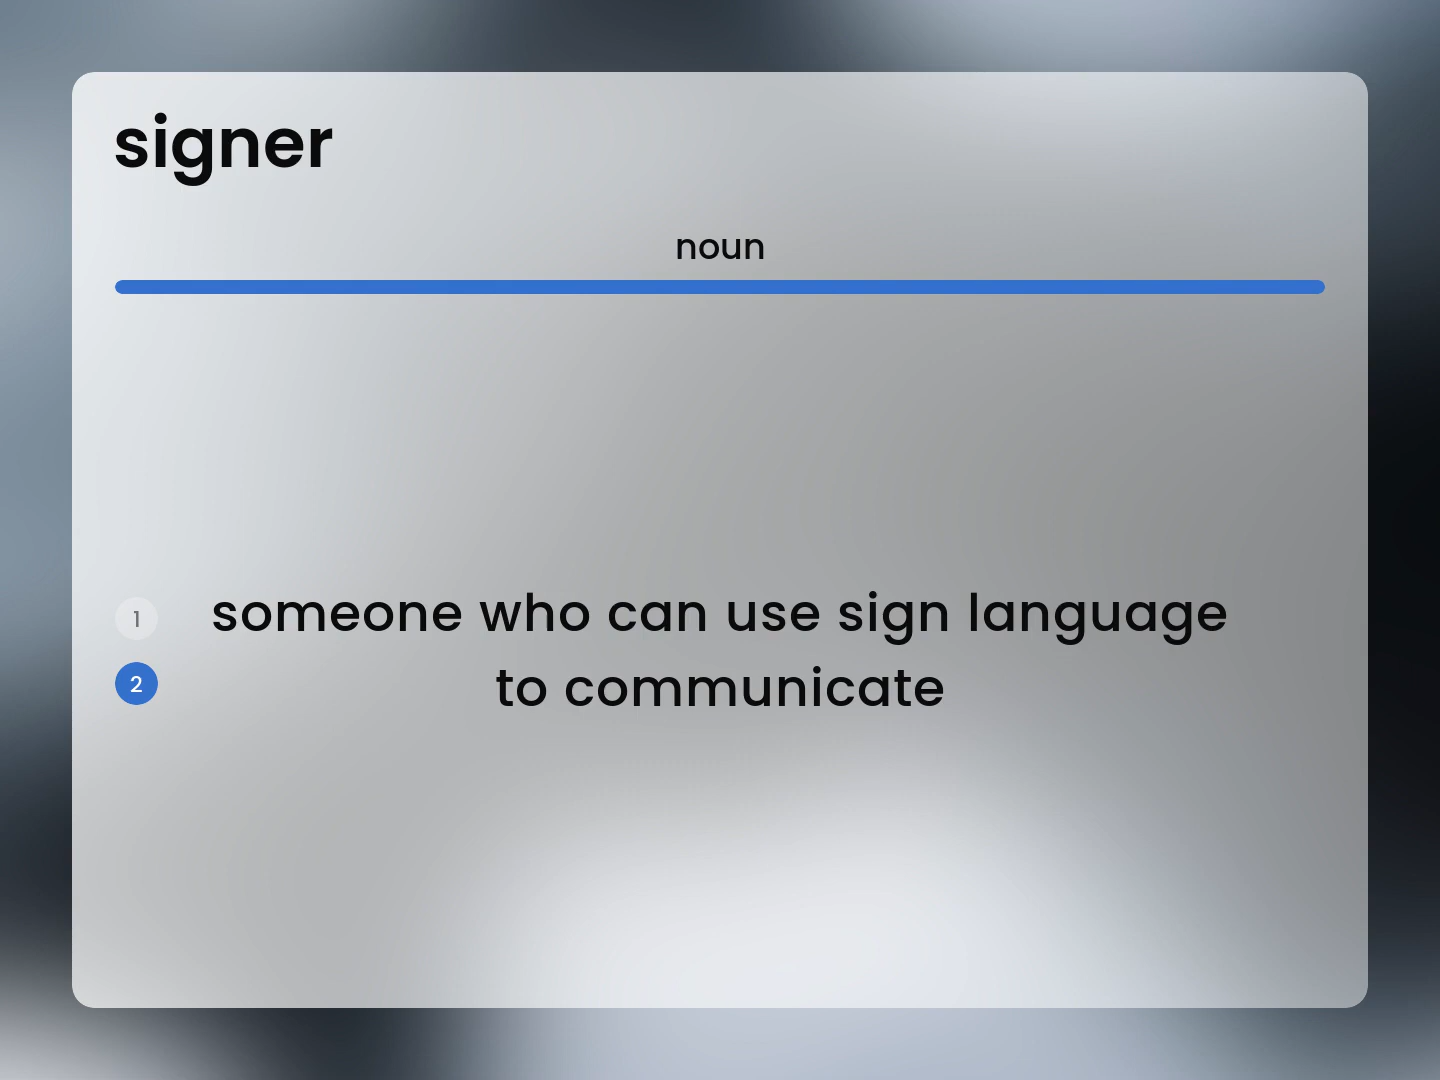 signer
noun
1
2
someone who can use sign language
to communicate